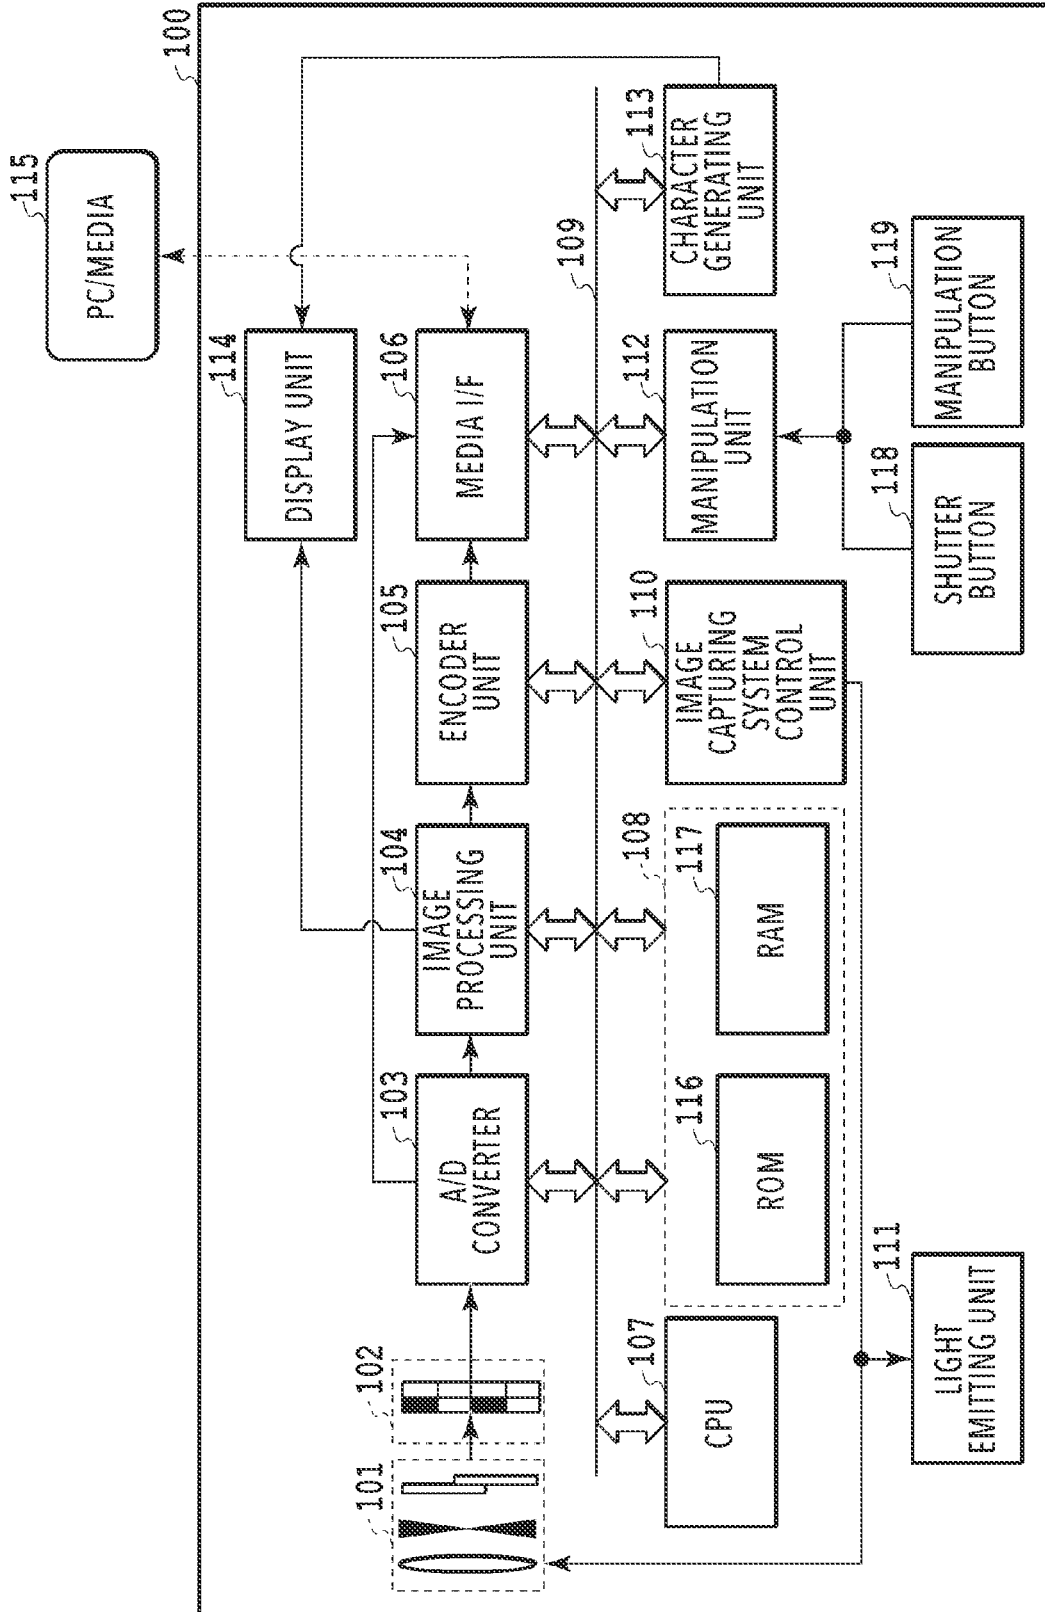 100
115
PC/MEDIA
114
DISPLAY UNIT
101
102
103
A/D
CONVERTER
104
IMAGE
PROCESSING
UNIT
105
ENCODER
UNIT
106
MEDIA I/F
109
107
CPU
108
116
ROM
117
RAM
110
IMAGE
CAPTURING
SYSTEM
CONTROL
UNIT
112
MANIPULATION
UNIT
113
CHARACTER
GENERATING
UNIT
111
LIGHT
EMITTING UNIT
118
SHUTTER
BUTTON
119
MANIPULATION
BUTTON